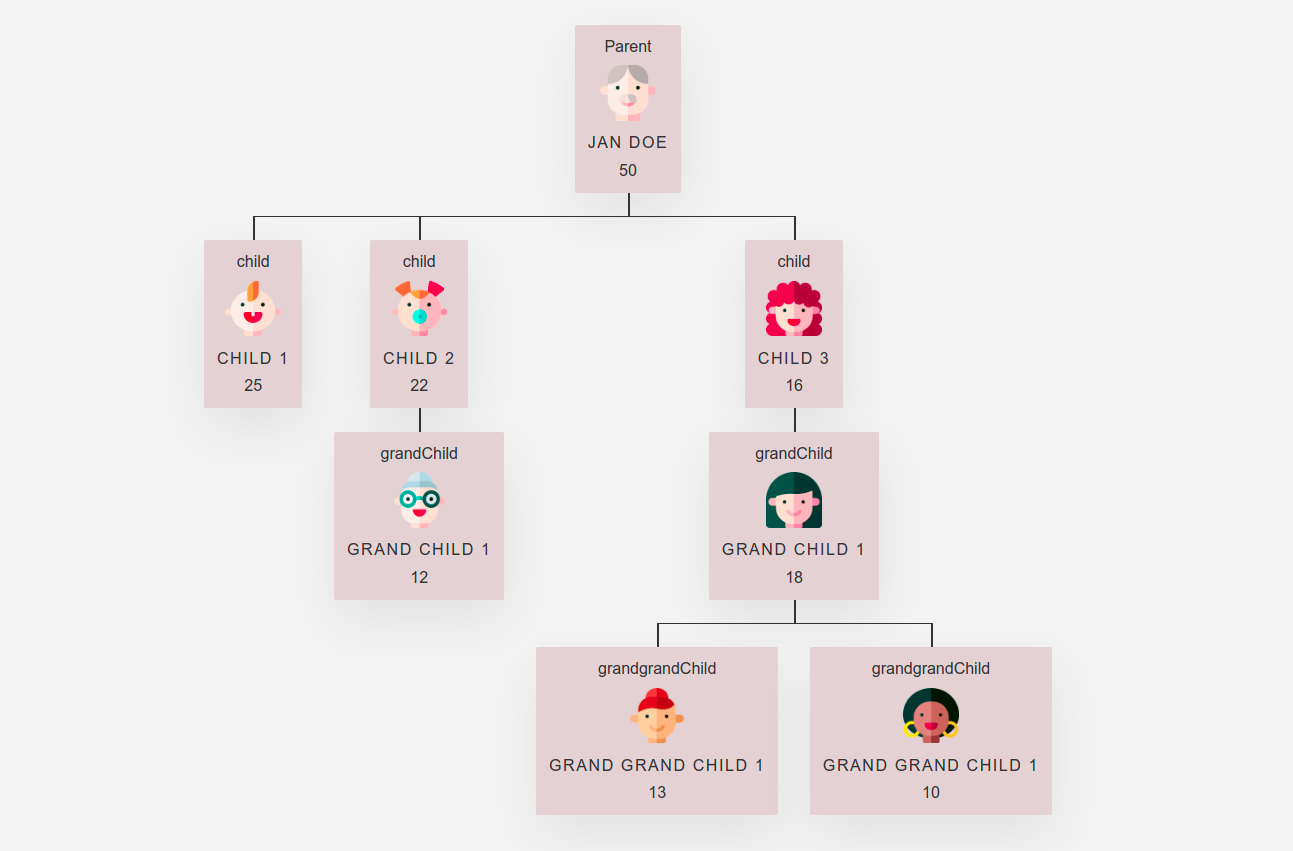 Parent
JAN DOE
50
child
CHILD 1
25
child
CHILD 2
22
child
CHILD 3
16
grandChild
GRAND CHILD 1
12
grandChild
GRAND CHILD 1
18
grandgrandChild
GRAND GRAND CHILD 1
13
grandgrandChild
GRAND GRAND CHILD 1
10